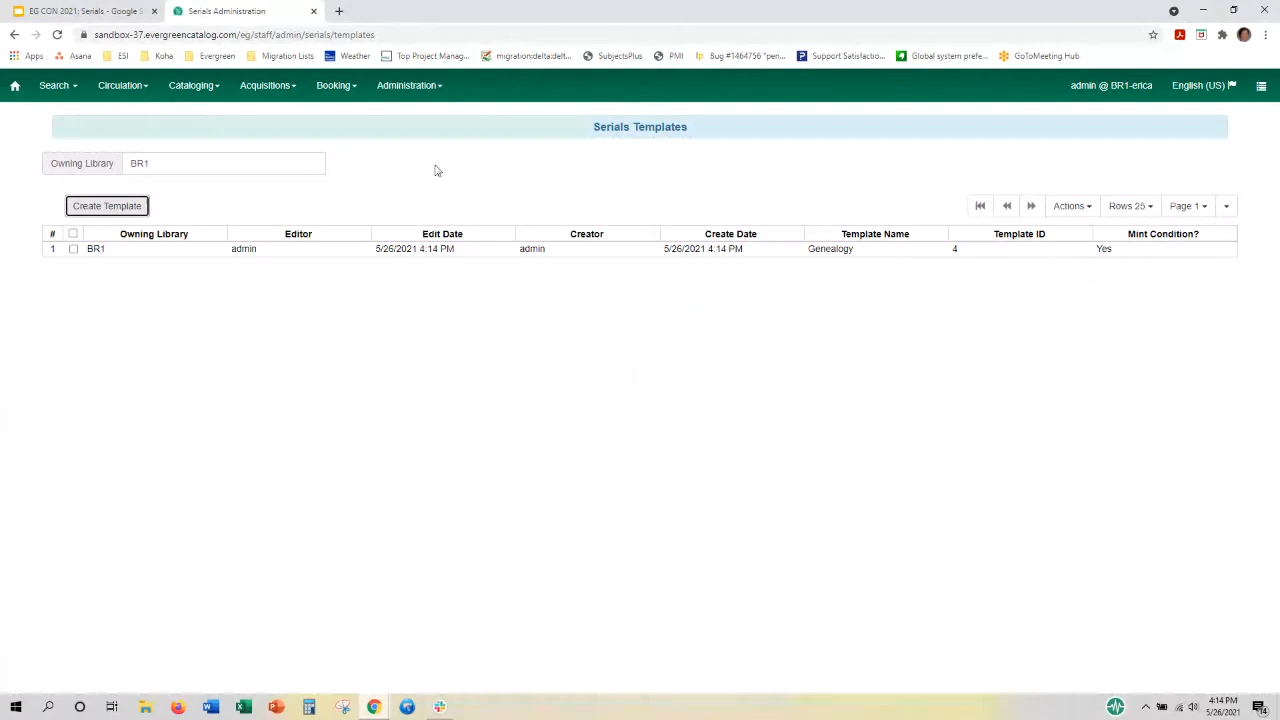 EG CON 2021: Serials - Google S
Serials Administration
sandbox-37.evergreencatalog.com/eg/staff/admin/serials/templates
Apps Asana ESI Koha Evergreen Migration Lists Weather Top Project Manag... migration:delta:delt... SubjectsPlus PMI Bug #1464756 "pen... Support Satisfactio... Global system prefe... GoToMeeting Hub
Search Circulation Cataloging Acquisitions Booking Administration admin @ BR1-erica English (US)
Serials Templates
Owning Library BR1
Create Template Actions Rows 25 Page 1
# Owning Library Editor Edit Date Creator Create Date Template Name Template ID Mint Condition?
1 BR1 admin 5/26/2021 4:14 PM admin 5/26/2021 4:14 PM Genealogy 4 Yes
4:14 PM
5/26/2021